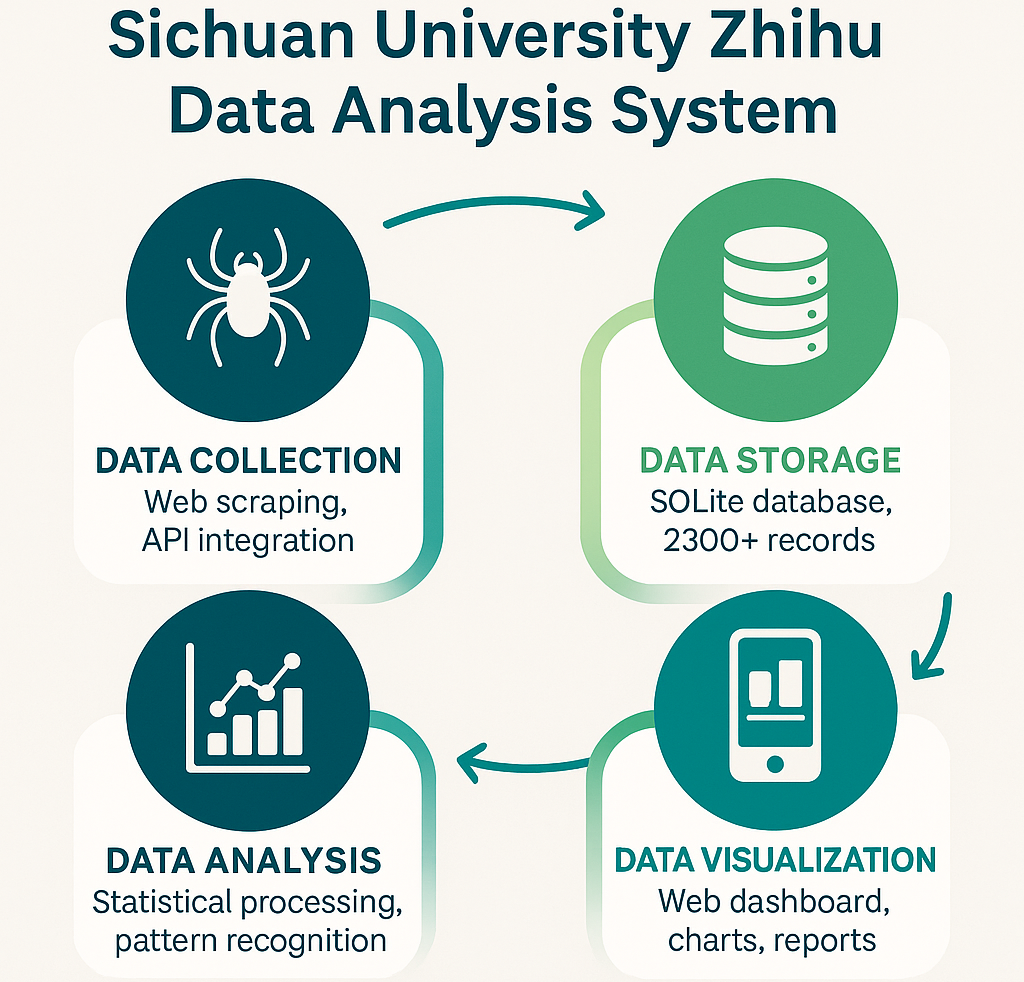 Sichuan University Zhihu
Data Analysis System
DATA COLLECTION
Web scraping,
API integration
DATA STORAGE
SOLite database,
2300+ records
DATA ANALYSIS
Statistical processing,
pattern recognition
DATA VISUALIZATION
Web dashboard,
charts, reports